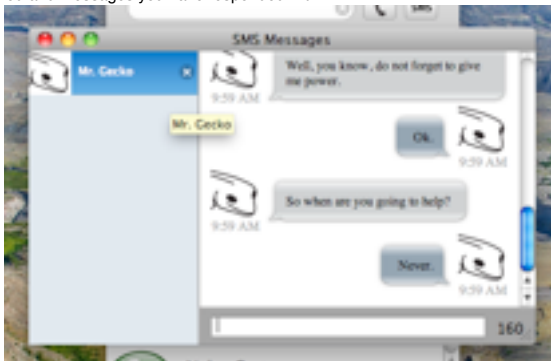 SMS
SMS Messages
Mr. Gecko
Mr. Gecko
Well, you know, do not forget to give
me power.
9:59 AM
Ok.
9:59 AM
So when are you going to help?
9:59 AM
Never.
9:59 AM
160